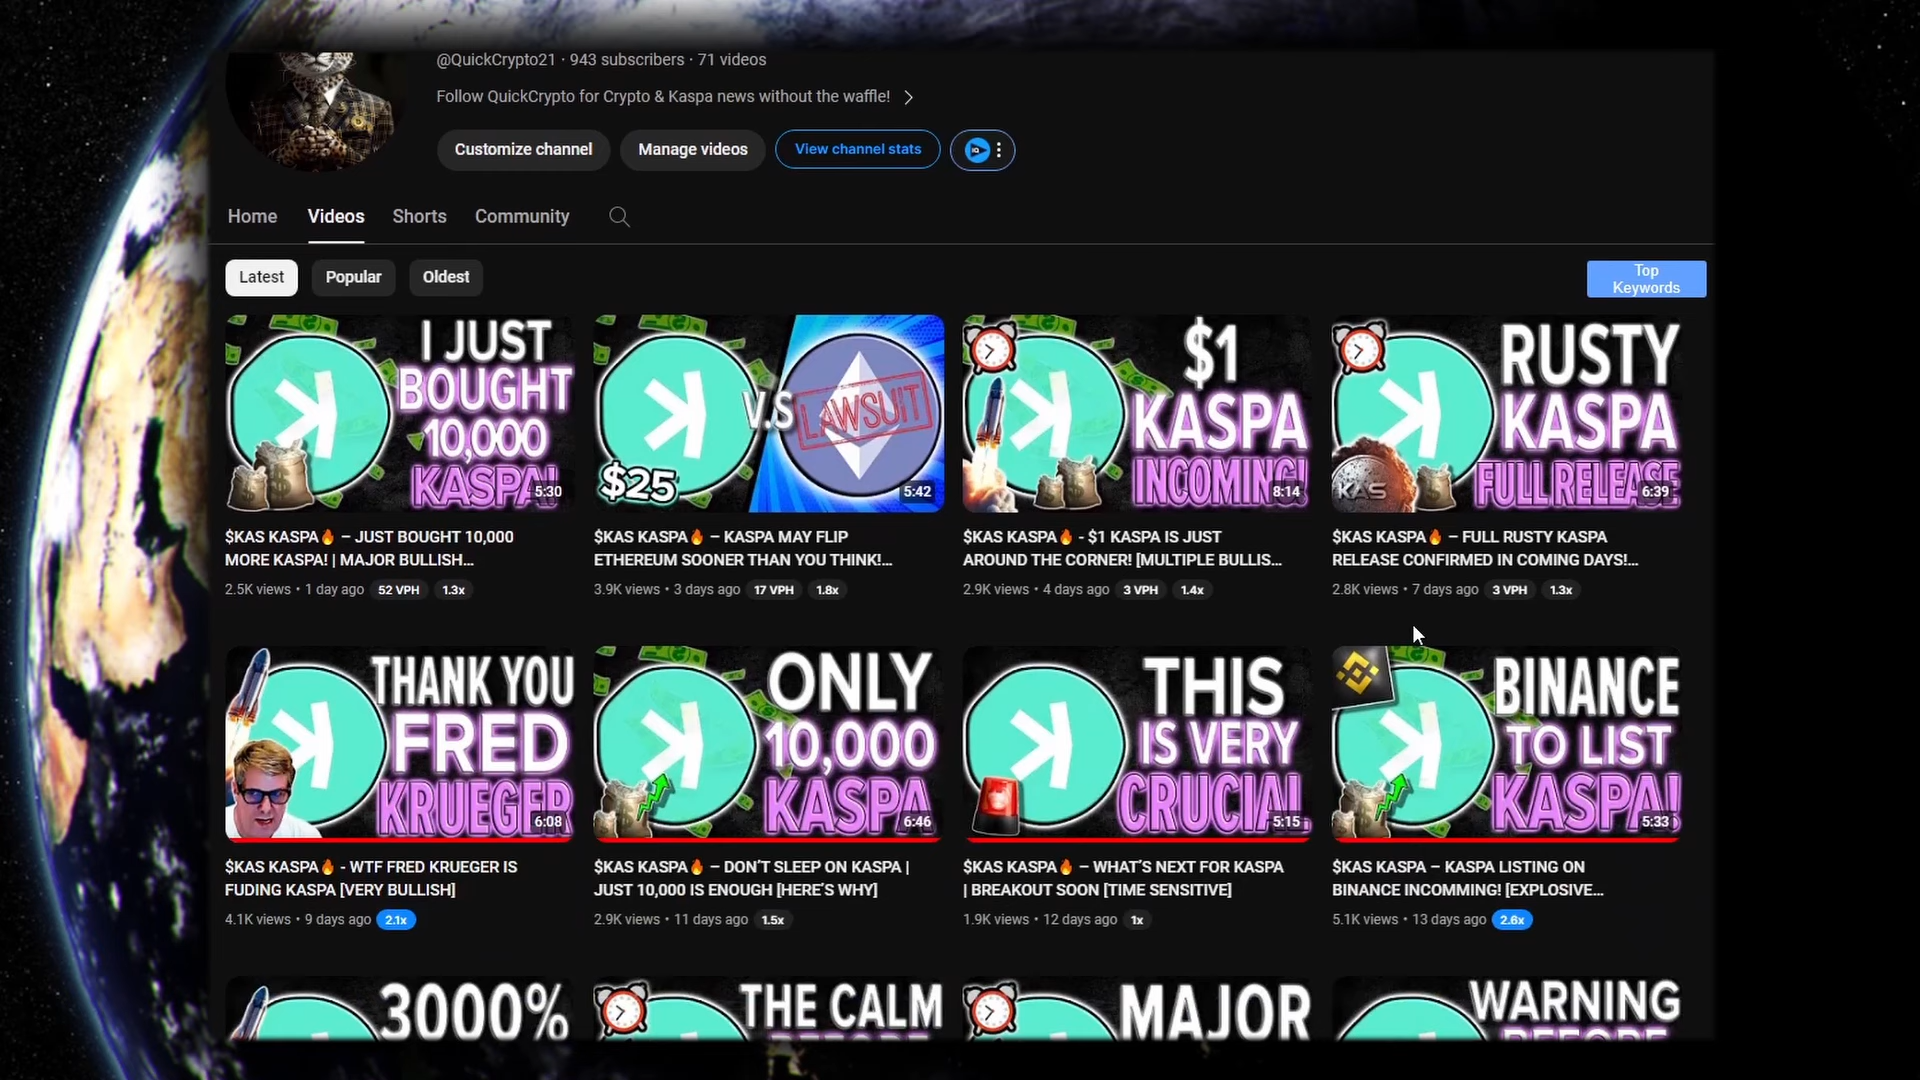 @QuickCrypto21 · 943 subscribers · 71 videos
Follow QuickCrypto for Crypto & Kaspa news without the waffle!
Customize channel
Manage videos
View channel stats
Home
Videos
Shorts
Community
Latest
Popular
Oldest
Top
Keywords
I JUST
BOUGHT
10,000
KASPA!
5:30
V.S
LAWSUIT
$25
5:42
$1
KASPA
INCOMING!
8:14
RUSTY
KASPA
FULL RELEASE
KAS
6:39
$KAS KASPA🔥 – JUST BOUGHT 10,000
MORE KASPA! | MAJOR BULLISH...
2.5K views • 1 day ago 52 VPH 1.3x
$KAS KASPA🔥 – KASPA MAY FLIP
ETHEREUM SOONER THAN YOU THINK!...
3.9K views • 3 days ago 17 VPH 1.8x
$KAS KASPA🔥 - $1 KASPA IS JUST
AROUND THE CORNER! [MULTIPLE BULLIS...
2.9K views • 4 days ago 3 VPH 1.4x
$KAS KASPA🔥 – FULL RUSTY KASPA
RELEASE CONFIRMED IN COMING DAYS!...
2.8K views • 7 days ago 3 VPH 1.3x
THANK YOU
FRED
KRUEGER
6:08
ONLY
10,000
KASPA
6:46
THIS
IS VERY
CRUCIAL
5:15
BINANCE
TO LIST
KASPA!
5:33
$KAS KASPA🔥 - WTF FRED KRUEGER IS
FUDING KASPA [VERY BULLISH]
4.1K views • 9 days ago 2.1x
$KAS KASPA🔥 – DON'T SLEEP ON KASPA |
JUST 10,000 IS ENOUGH [HERE'S WHY]
2.9K views • 11 days ago 1.5x
$KAS KASPA🔥 – WHAT'S NEXT FOR KASPA
| BREAKOUT SOON [TIME SENSITIVE]
1.9K views • 12 days ago 1x
$KAS KASPA – KASPA LISTING ON
BINANCE INCOMMING! [EXPLOSIVE...
5.1K views • 13 days ago 2.6x
3000%
THE CALM
BEFORE
MAJOR
WARNING
BEFORE